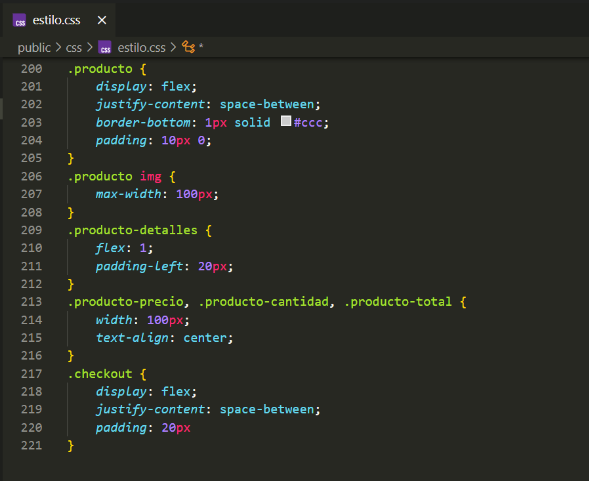 estilo.css
public > css > estilo.css > *
200 .producto {
201 display: flex;
202 justify-content: space-between;
203 border-bottom: 1px solid #ccc;
204 padding: 10px 0;
205 }
206 .producto img {
207 max-width: 100px;
208 }
209 .producto-detalles {
210 flex: 1;
211 padding-left: 20px;
212 }
213 .producto-precio, .producto-cantidad, .producto-total {
214 width: 100px;
215 text-align: center;
216 }
217 .checkout {
218 display: flex;
219 justify-content: space-between;
220 padding: 20px
221 }